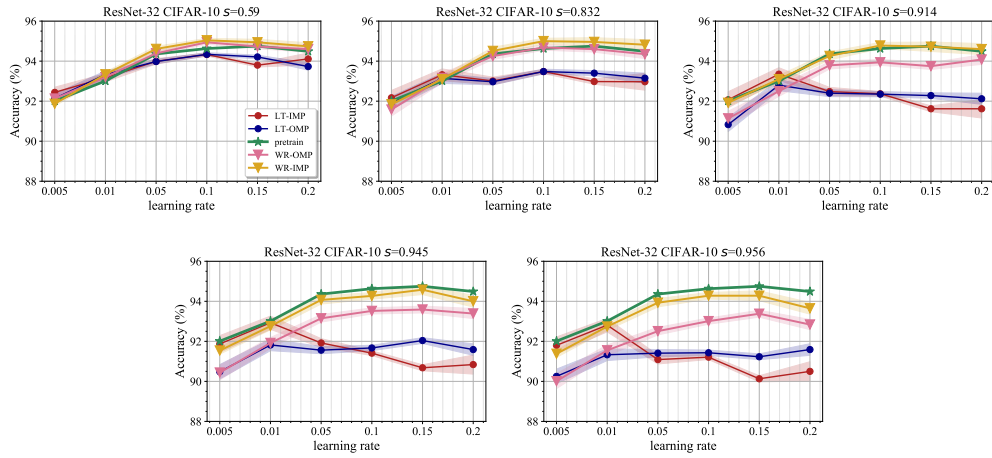 ResNet-32 CIFAR-10 s=0.59
Accuracy (%)
96
94
92
90
88
0.005 0.01 0.05 0.1 0.15 0.2
learning rate
LT-IMP
LT-OMP
pretrain
WR-OMP
WR-IMP
ResNet-32 CIFAR-10 s=0.832
Accuracy (%)
96
94
92
90
88
0.005 0.01 0.05 0.1 0.15 0.2
learning rate
ResNet-32 CIFAR-10 s=0.914
Accuracy (%)
96
94
92
90
88
0.005 0.01 0.05 0.1 0.15 0.2
learning rate
ResNet-32 CIFAR-10 s=0.945
Accuracy (%)
96
94
92
90
88
0.005 0.01 0.05 0.1 0.15 0.2
learning rate
ResNet-32 CIFAR-10 s=0.956
Accuracy (%)
96
94
92
90
88
0.005 0.01 0.05 0.1 0.15 0.2
learning rate